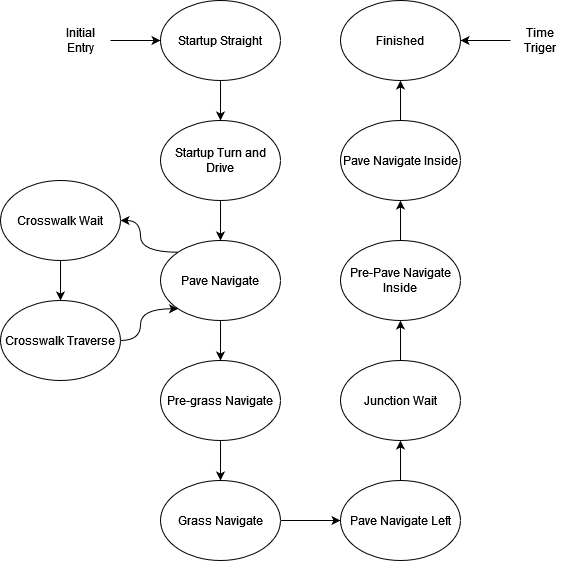 Initial
Entry
Startup Straight
Finished
Time
Triger
Startup Turn and
Drive
Pave Navigate Inside
Crosswalk Wait
Pave Navigate
Pre-Pave Navigate
Inside
Crosswalk Traverse
Pre-grass Navigate
Junction Wait
Grass Navigate
Pave Navigate Left